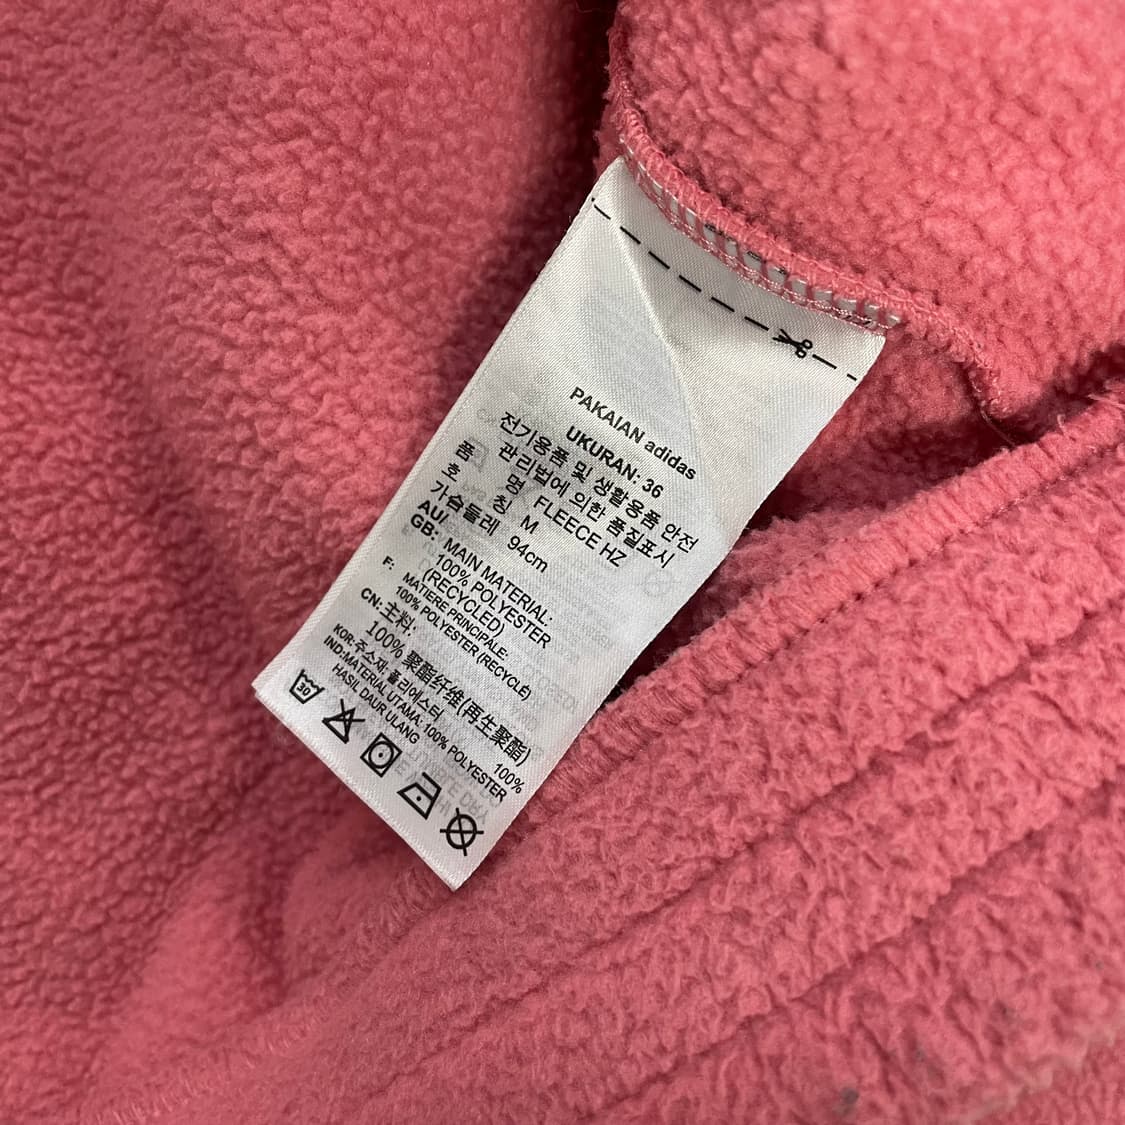 PAKAIAN adidas
UKURAN: 36
전기용품 및 생활용품 안전
관리법에 의한 품질표시
품 명 FLEECE HZ
호 칭 M
가슴둘레 94cm
AU/
GB: MAIN MATERIAL:
100% POLYESTER
(RECYCLED)
F: MATIERE PRINCIPALE:
100% POLYESTER (RECYCLÉ)
CN:主料:
100% 聚酯纤维(再生聚酯)
KOR:주소재: 폴리에스터 100%
IND:MATERIAL UTAMA: 100% POLYESTER
HASIL DAUR ULANG
30